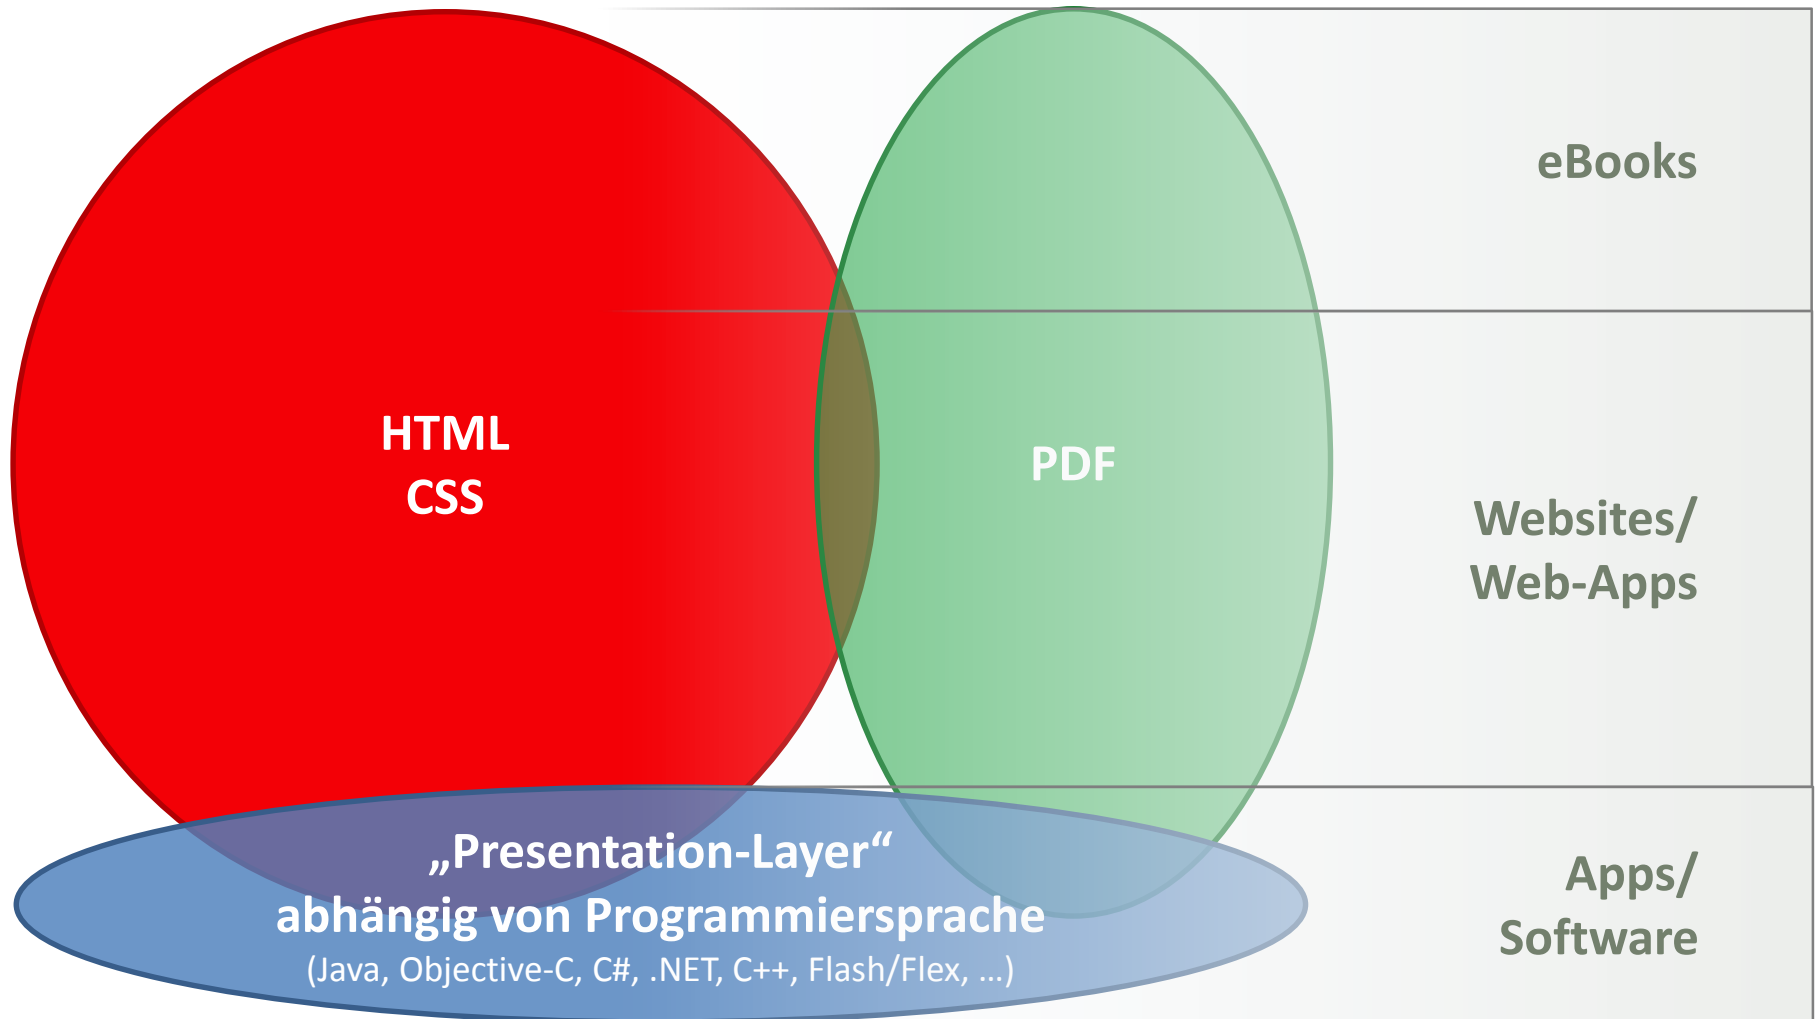 eBooks
HTML
CSS
PDF
Websites/
Web-Apps
„Presentation-Layer“
abhängig von Programmiersprache
(Java, Objective-C, C#, .NET, C++, Flash/Flex, ...)
Apps/
Software